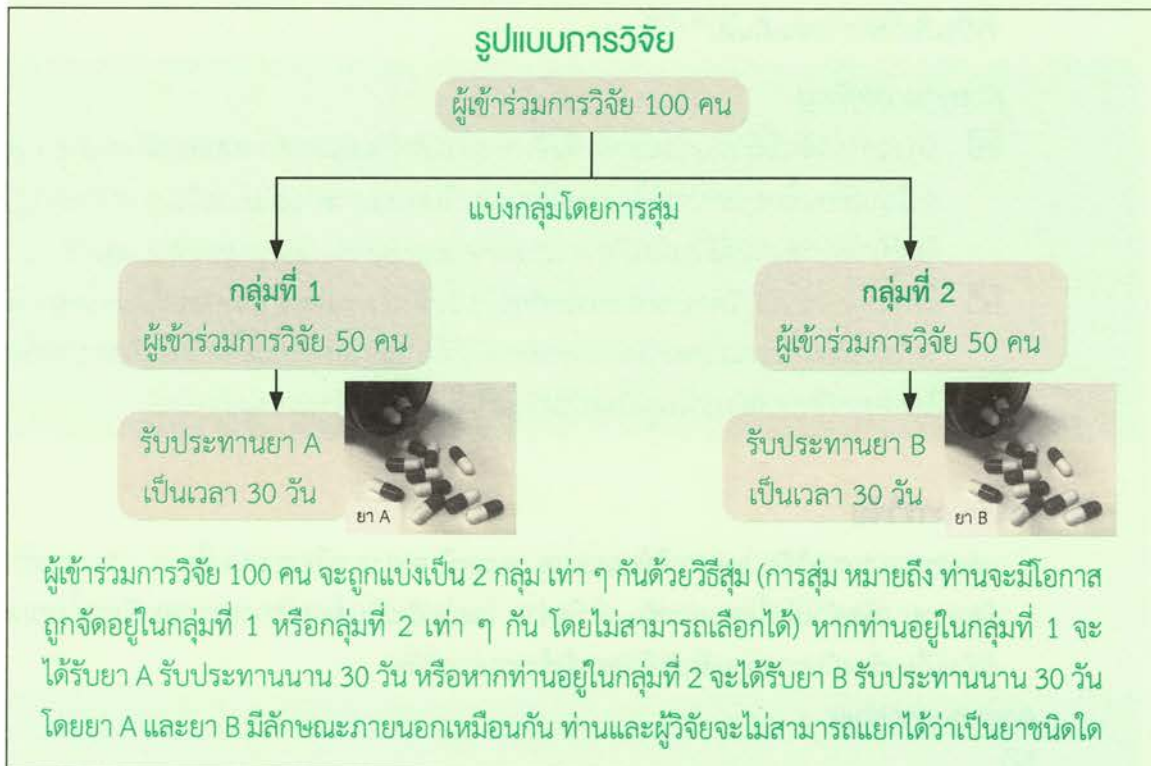 รูปแบบการวิจัย
ผู้เข้าร่วมการวิจัย 100 คน
แบ่งกลุ่มโดยการสุ่ม
กลุ่มที่ 1
ผู้เข้าร่วมการวิจัย 50 คน
กลุ่มที่ 2
ผู้เข้าร่วมการวิจัย 50 คน
รับประทานยา A
เป็นเวลา 30 วัน
ยา A
รับประทานยา B
เป็นเวลา 30 วัน
ยา B
ผู้เข้าร่วมการวิจัย 100 คน จะถูกแบ่งเป็น 2 กลุ่ม เท่า ๆ กันด้วยวิธีสุ่ม (การสุ่ม หมายถึง ท่านจะมีโอกาส
ถูกจัดอยู่ในกลุ่มที่ 1 หรือกลุ่มที่ 2 เท่า ๆ กัน โดยไม่สามารถเลือกได้) หากท่านอยู่ในกลุ่มที่ 1 จะ
ได้รับยา A รับประทานนาน 30 วัน หรือหากท่านอยู่ในกลุ่มที่ 2 จะได้รับยา B รับประทานนาน 30 วัน
โดยยา A และยา B มีลักษณะภายนอกเหมือนกัน ท่านและผู้วิจัยจะไม่สามารถแยกได้ว่าเป็นยาชนิดใด